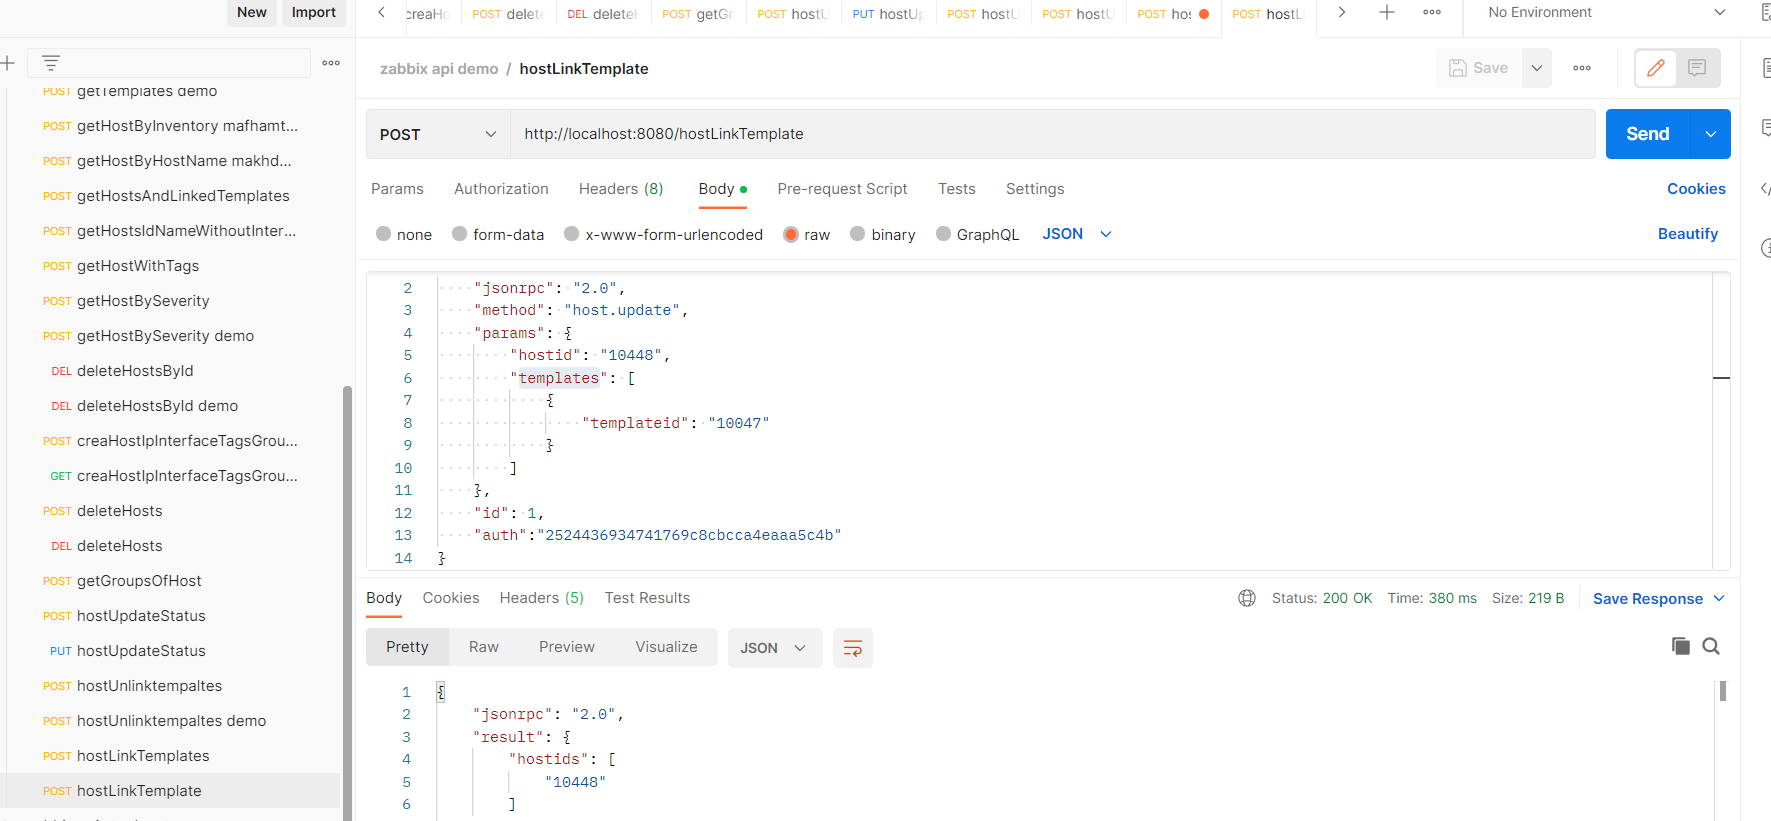 New Import
POST getTemplates demo
POST getHostByInventory mafhamt...
POST getHostByHostName makhd...
POST getHostsAndLinkedTemplates
POST getHostsIdNameWithoutInter...
POST getHostWithTags
POST getHostBySeverity
POST getHostBySeverity demo
DEL deleteHostsById
DEL deleteHostsById demo
POST creaHostIpInterfaceTagsGrou...
GET creaHostIpInterfaceTagsGrou...
POST deleteHosts
DEL deleteHosts
POST getGroupsOfHost
POST hostUpdateStatus
PUT hostUpdateStatus
POST hostUnlinktempaltes
POST hostUnlinktempaltes demo
POST hostLinkTemplates
POST hostLinkTemplate
creaHo POST delete DEL deleteH POST getGr POST hostU PUT hostUp POST hostU POST hostU POST hos POST hostL No Environment
zabbix api demo / hostLinkTemplate Save
POST http://localhost:8080/hostLinkTemplate Send
Params Authorization Headers (8) Body Pre-request Script Tests Settings Cookies
none form-data x-www-form-urlencoded raw binary GraphQL JSON Beautify
2 "jsonrpc": "2.0",
3 "method": "host.update",
4 "params": {
5 "hostid": "10448",
6 "templates": [
7 {
8 "templateid": "10047"
9 }
10 ]
11 },
12 "id": 1,
13 "auth":"2524436934741769c8cbcca4eaaa5c4b"
14 }
Body Cookies Headers (5) Test Results Status: 200 OK Time: 380 ms Size: 219 B Save Response
Pretty Raw Preview Visualize JSON
1 {
2 "jsonrpc": "2.0",
3 "result": {
4 "hostids": [
5 "10448"
6 ]